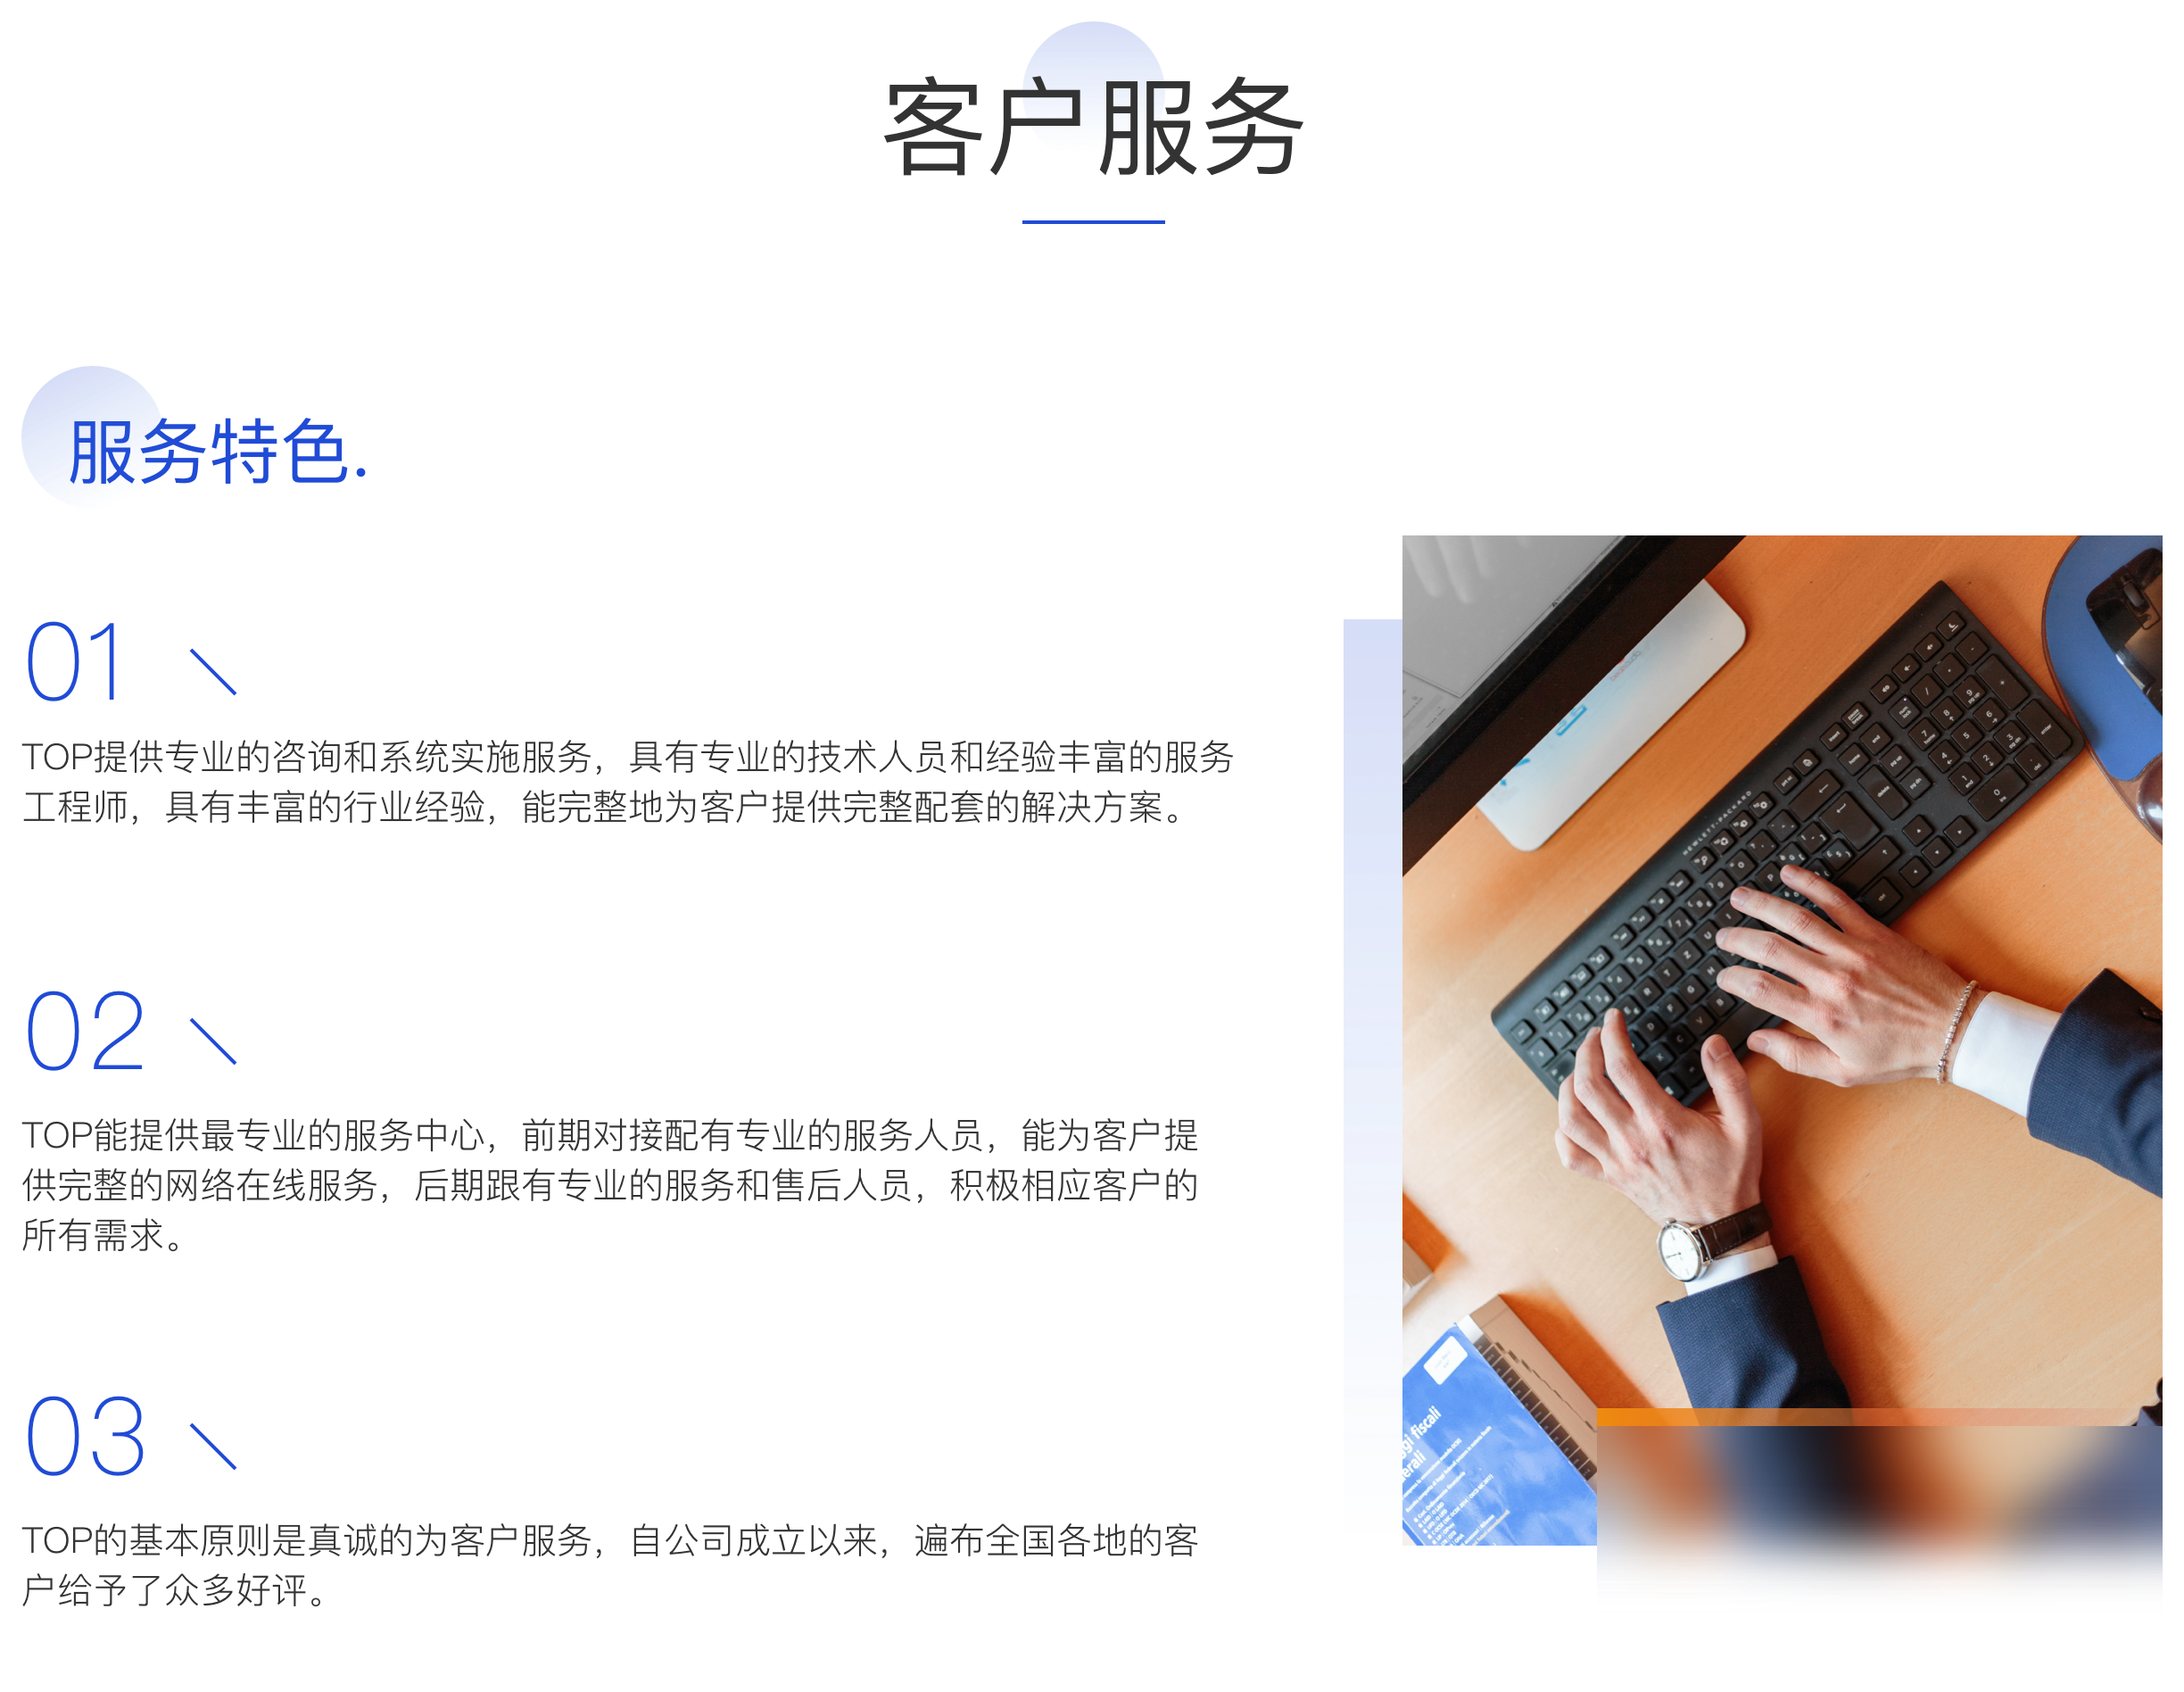 客户服务
服务特色.
01
TOP提供专业的咨询和系统实施服务，具有专业的技术人员和经验丰富的服务
工程师，具有丰富的行业经验，能完整地为客户提供完整配套的解决方案。
02
TOP能提供最专业的服务中心，前期对接配有专业的服务人员，能为客户提
供完整的网络在线服务，后期跟有专业的服务和售后人员，积极相应客户的
所有需求。
03
TOP的基本原则是真诚的为客户服务，自公司成立以来，遍布全国各地的客
户给予了众多好评。
HEWLETT-PACKARD
gi fiscali
erali